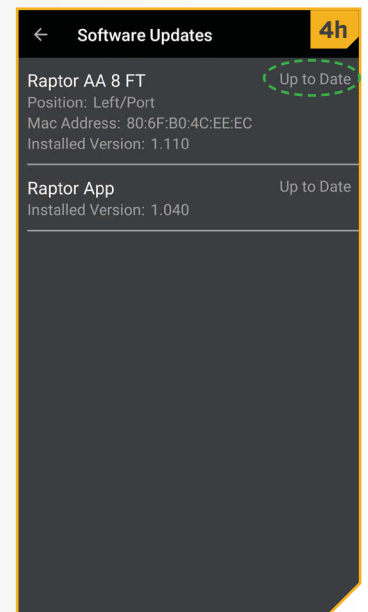 4h
← Software Updates
Raptor AA 8 FT Up to Date
Position: Left/Port
Mac Address: 80:6F:B0:4C:EE:EC
Installed Version: 1.110
Raptor App Up to Date
Installed Version: 1.040